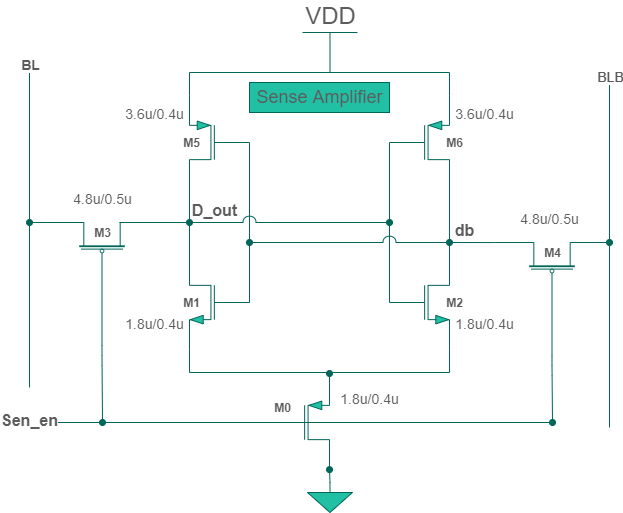 VDD
BL
BLB
Sense Amplifier
3.6u/0.4u
3.6u/0.4u
M5
M6
4.8u/0.5u
D_out
4.8u/0.5u
M3
db
M4
M1
M2
1.8u/0.4u
1.8u/0.4u
M0
1.8u/0.4u
Sen_en